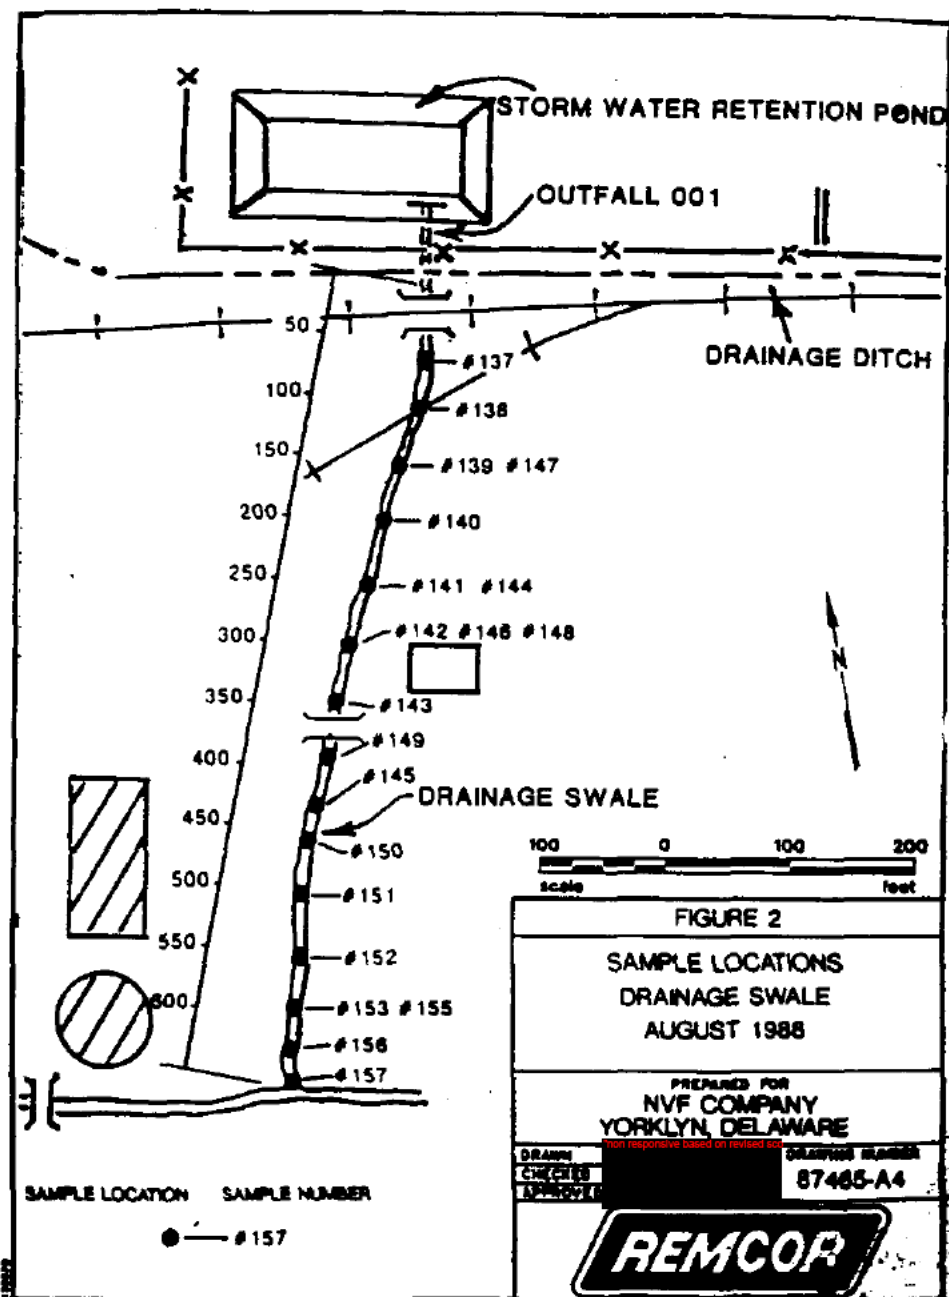 STORM WATER RETENTION POND
OUTFALL 001
50
DRAINAGE DITCH
#137
100
#138
150
#139 #147
200
#140
250
#141 #144
300
#142 #146 #148
N
350
#143
#149
400
#145
DRAINAGE SWALE
450
#150
100 0 100 200
scale feet
500
#151
550
#152
600
#153 #155
#156
#157
FIGURE 2
SAMPLE LOCATIONS
DRAINAGE SWALE
AUGUST 1988
PREPARED FOR
NVF COMPANY
YORKLYN, DELAWARE
*non responsive based on revised sco
DRAWN
CHECKED
APPROVED
DRAWING NUMBER
87465-A4
SAMPLE LOCATION SAMPLE NUMBER
#157
REMCOR